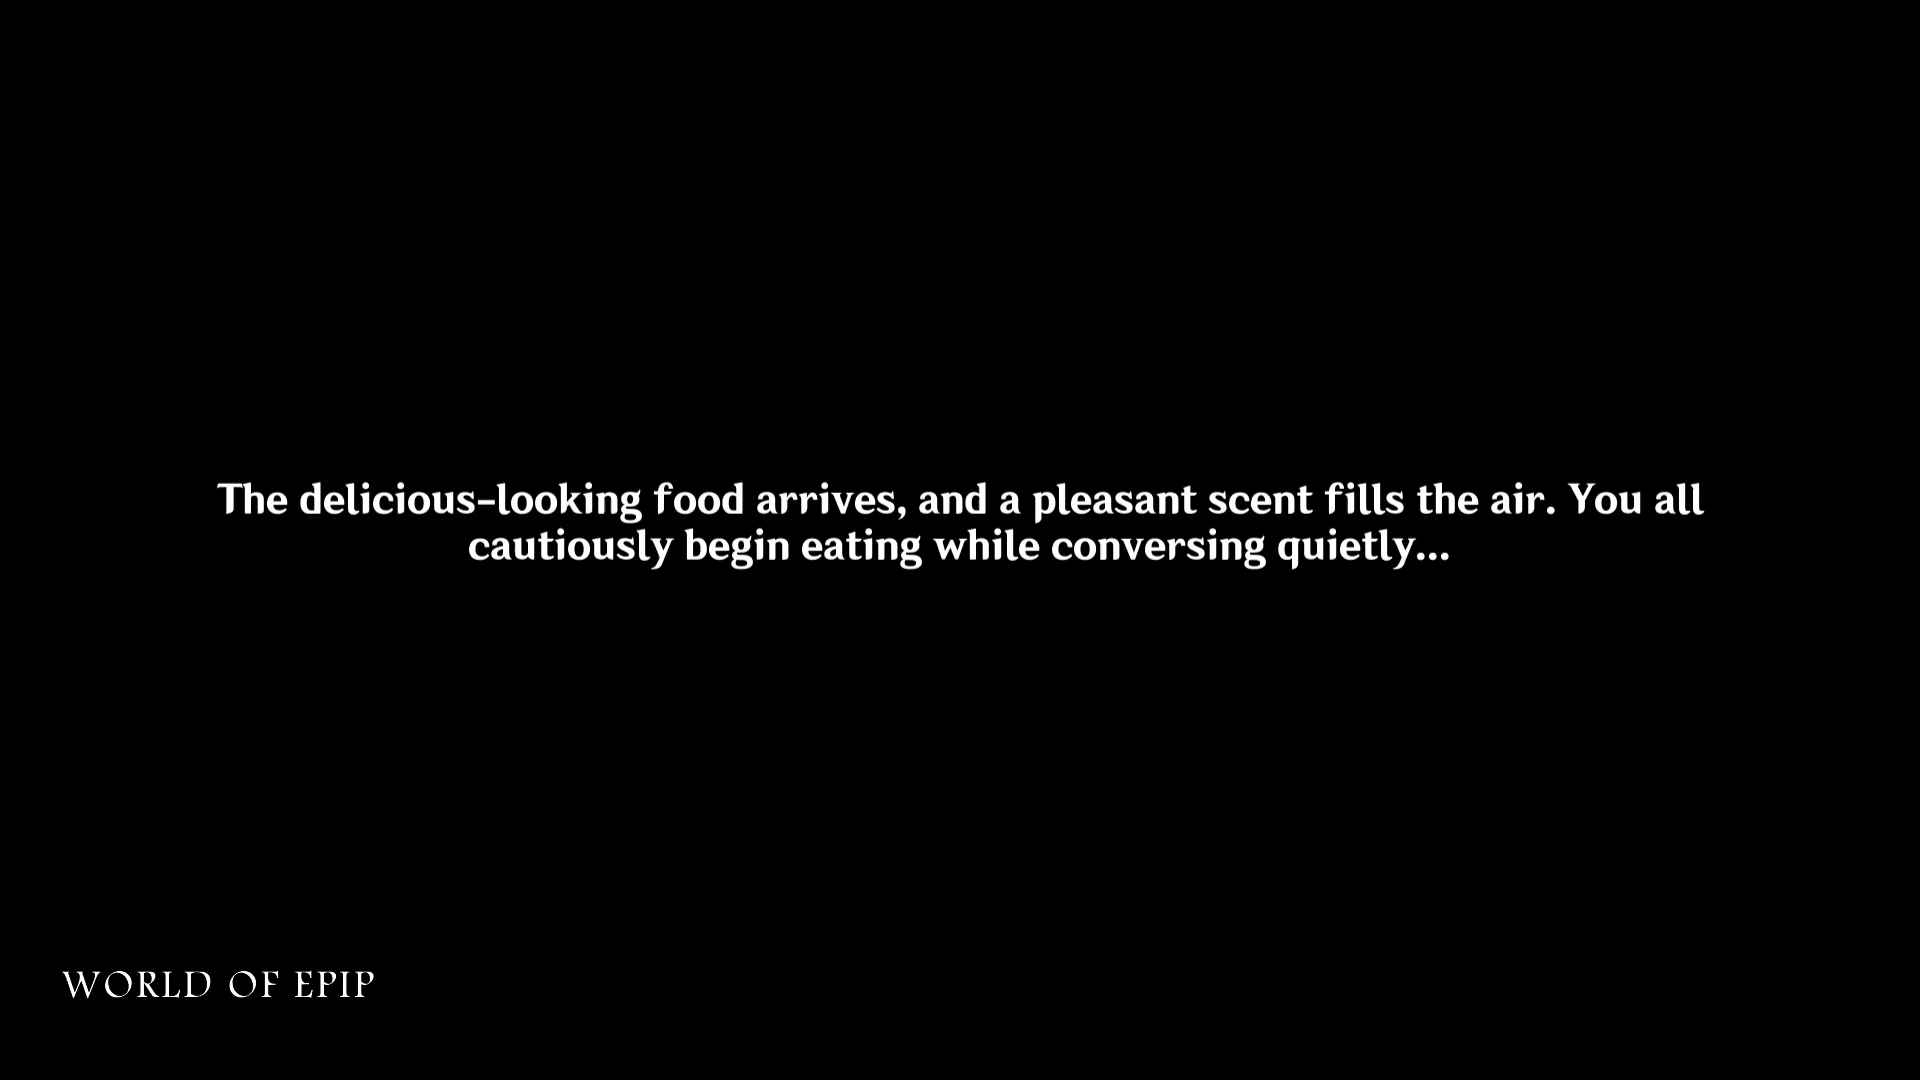 The delicious-looking food arrives, and a pleasant scent fills the air. You all
cautiously begin eating while conversing quietly...
WORLD OF EPIP